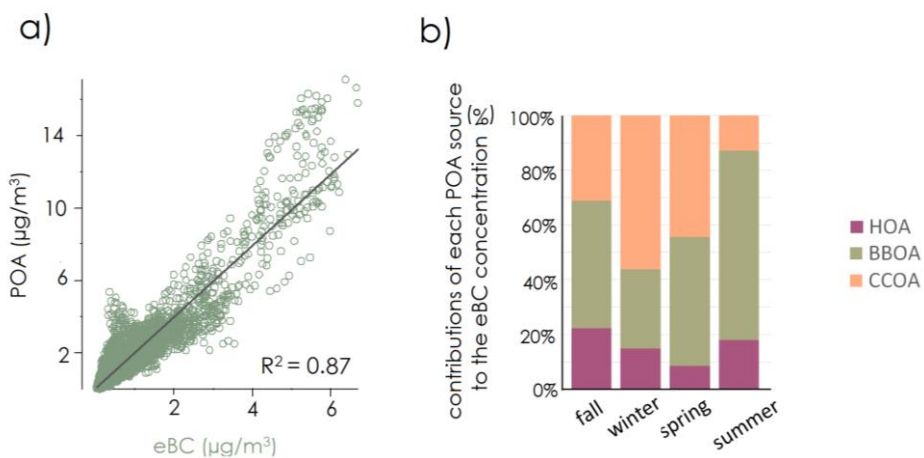 a)
14
10
6
2
POA (µg/m³)
R² = 0.87
2
4
6
eBC (µg/m³)
b)
contributions of each POA source
to the eBC concentration (%)
100%
80%
60%
40%
20%
0%
fall
winter
spring
summer
HOA
BBOA
CCOA